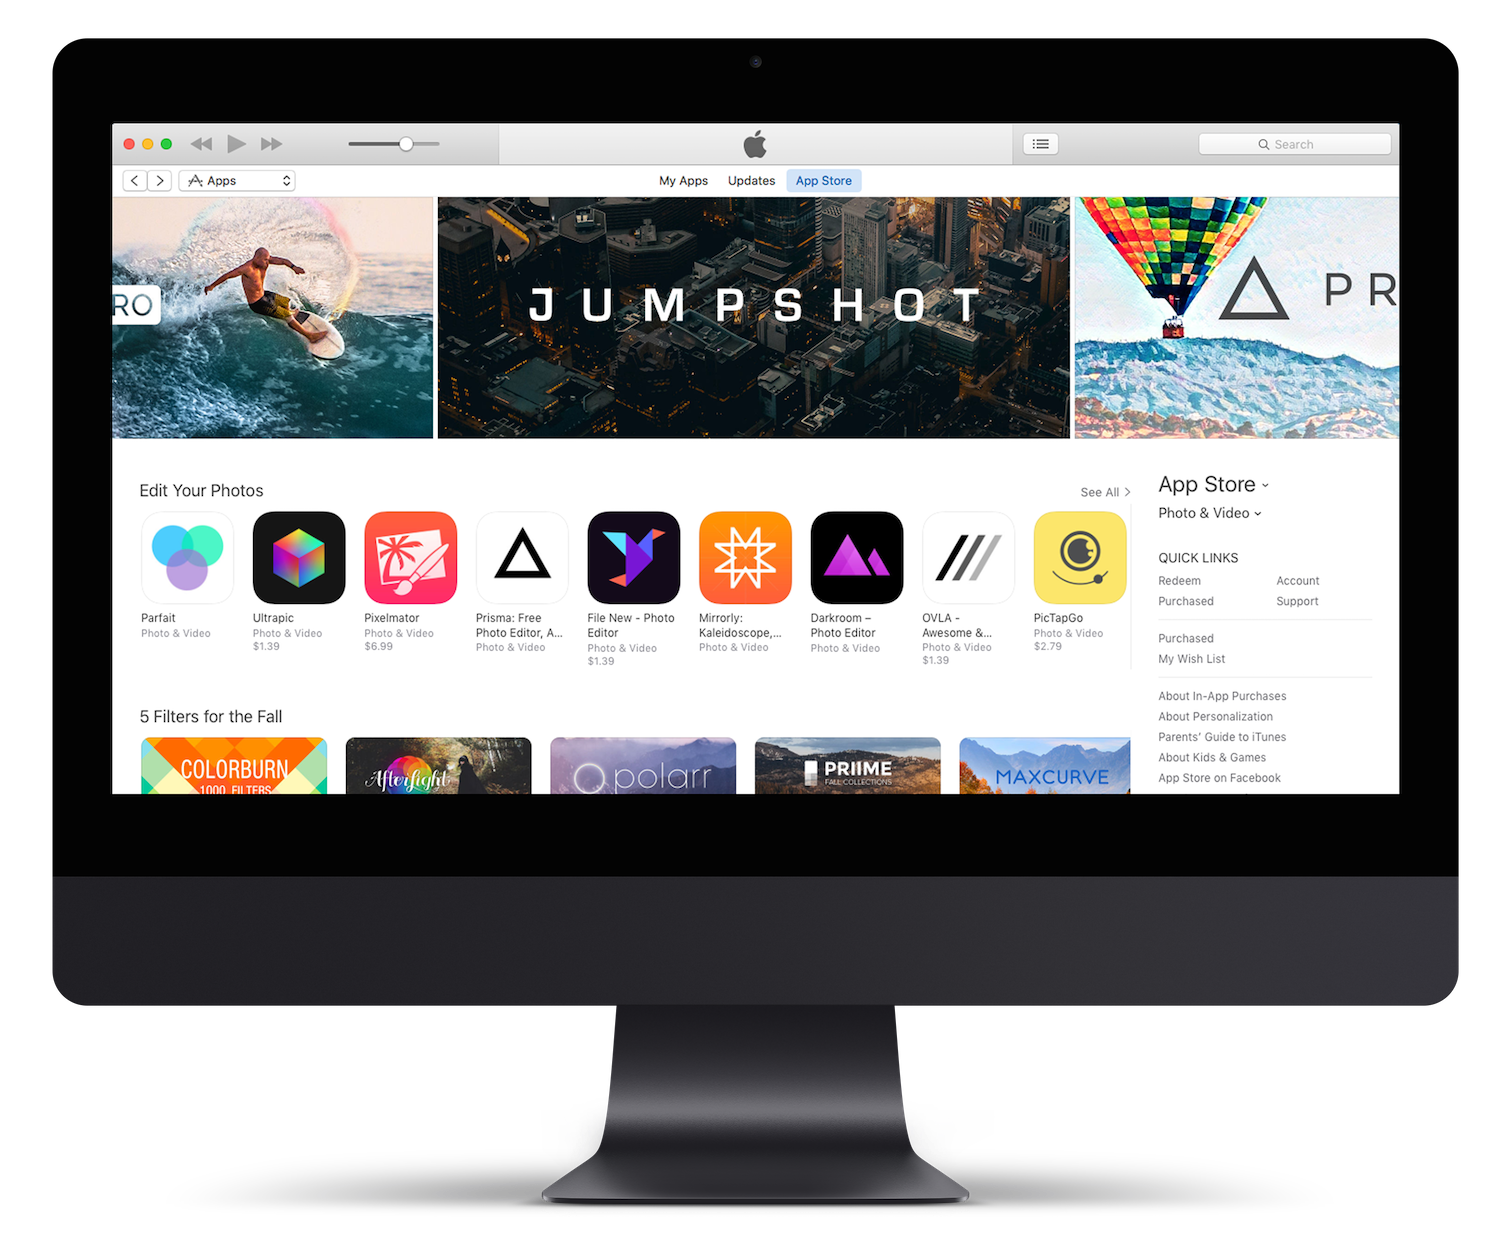 Search
Apps
My Apps
Updates
App Store
RO
JUMPSHOT
PR
Edit Your Photos
See All
Parfait
Photo & Video
Ultrapic
Photo & Video
$1.39
Pixelmator
Photo & Video
$6.99
Prisma: Free
Photo Editor, A...
Photo & Video
File New - Photo
Editor
Photo & Video
$1.39
Mirrorly:
Kaleidoscope,...
Photo & Video
Darkroom –
Photo Editor
Photo & Video
OVLA -
Awesome &...
Photo & Video
$1.39
PicTapGo
Photo & Video
$2.79
5 Filters for the Fall
COLORBURN
1000 FILTERS
Afterlight
polarr
PRIIME
FALL COLLECTIONS
MAXCURVE
App Store
Photo & Video
QUICK LINKS
Redeem
Account
Purchased
Support
Purchased
My Wish List
About In-App Purchases
About Personalization
Parents' Guide to iTunes
About Kids & Games
App Store on Facebook